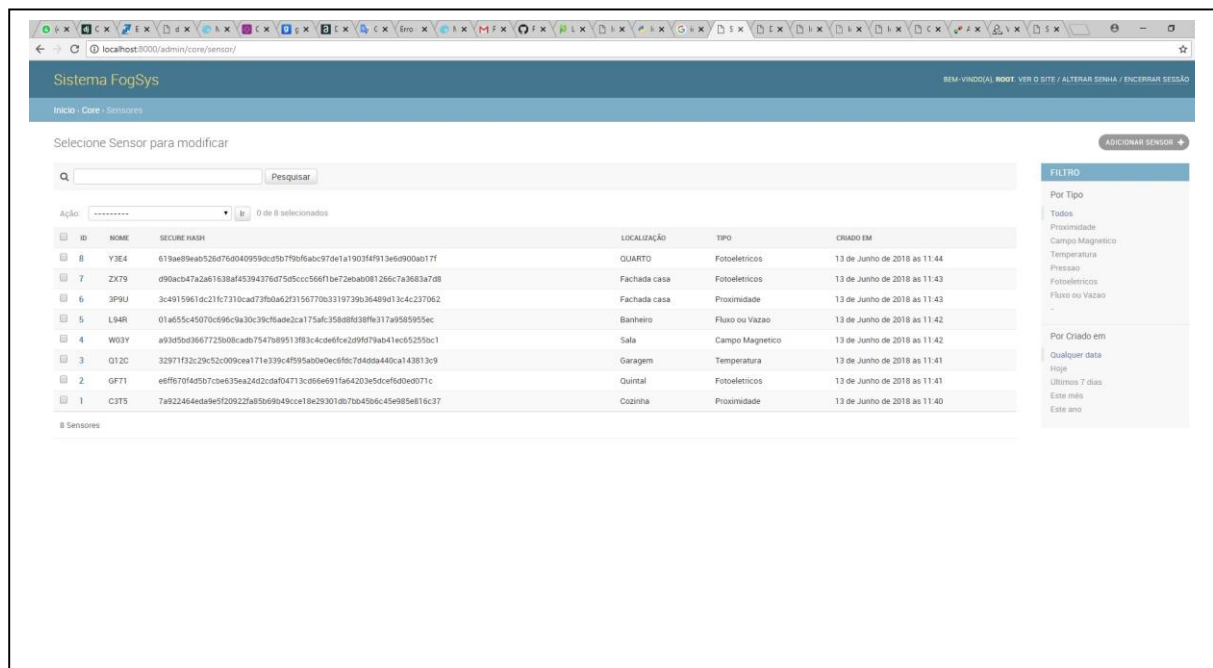 localhost:8000/admin/core/sensor/
Sistema FogSys
BEM-VINDO(A), ROOT. VER O SITE / ALTERAR SENHA / ENCERRAR SESSÃO
Início › Core › Sensores
Selecione Sensor para modificar
ADICIONAR SENSOR +
Pesquisar
Ação: --------- Ir 0 de 8 selecionados
ID NOME SECURE HASH LOCALIZAÇÃO TIPO CRIADO EM
8 Y3E4 619ae89eab526d76d040959dcd5b7f9bf6abc97de1a1903f4f913e6d900ab17f QUARTO Fotoeletricos 13 de Junho de 2018 as 11:44
7 ZX79 d90acb47a2a61638af45394376d75d5ccc566f1be72ebab081266c7a3683a7d8 Fachada casa Fotoeletricos 13 de Junho de 2018 as 11:43
6 3P9U 3c4915961dc21fc7310cad73fb0a62f3156770b3319739b36489d13c4c237062 Fachada casa Proximidade 13 de Junho de 2018 as 11:43
5 L94R 01a655c45070c696c9a30c39cf6ade2ca175afc358d8fd38ffe317a9585955ec Banheiro Fluxo ou Vazao 13 de Junho de 2018 as 11:42
4 W03Y a93d5bd3667725b08cadb7547b89513f83c4cde6fce2d9fd79ab41ec65255bc1 Sala Campo Magnetico 13 de Junho de 2018 as 11:42
3 Q12C 32971f32c29c52c009cea171e339c4f595ab0e0ec6fdc7d4dda440ca143813c9 Garagem Temperatura 13 de Junho de 2018 as 11:41
2 GF71 e6ff670f4d5b7cbe635ea24d2cdaf04713cd66e691fa64203e5dcef6d0ed071c Quintal Fotoeletricos 13 de Junho de 2018 as 11:41
1 C3T5 7a922464eda9e5f20922fa85b69b49cce18e29301db7bb45b6c45e985e816c37 Cozinha Proximidade 13 de Junho de 2018 as 11:40
8 Sensores
FILTRO
Por Tipo
Todos
Proximidade
Campo Magnetico
Temperatura
Pressao
Fotoeletricos
Fluxo ou Vazao
-
Por Criado em
Qualquer data
Hoje
Últimos 7 dias
Este mês
Este ano